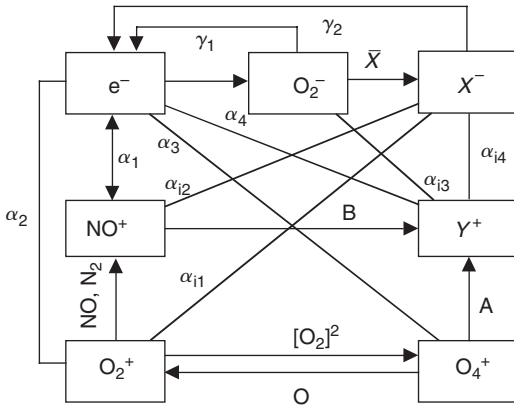 γ₂
γ₁
X̄
e⁻
O₂⁻
X⁻
α₄
α₁
α₃
αᵢ₂
αᵢ₃
αᵢ₄
α₂
NO⁺
B
Y⁺
αᵢ₁
NO, N₂
A
[O₂]²
O₂⁺
O₄⁺
O